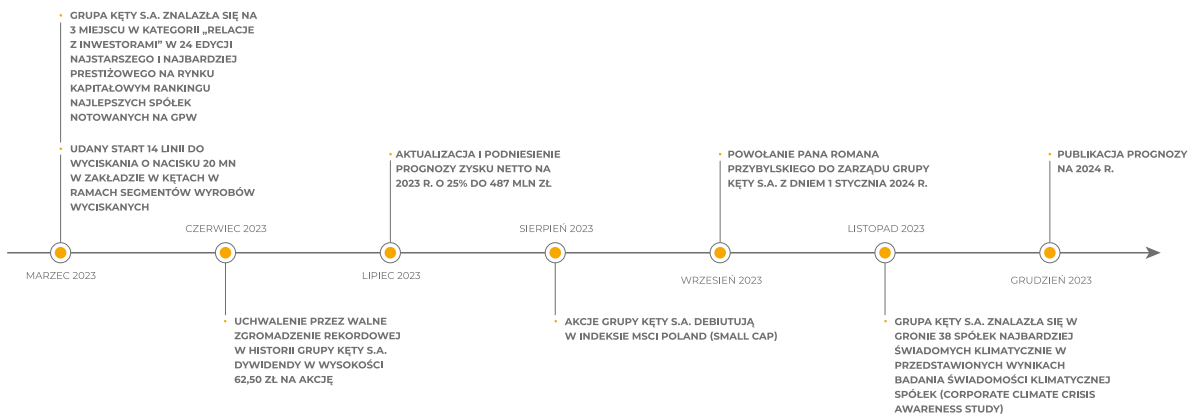 • GRUPA KĘTY S.A. ZNALAZŁA SIĘ NA
3 MIEJSCU W KATEGORII „RELACJE
Z INWESTORAMI” W 24 EDYCJI
NAJSTARSZEGO I NAJBARDZIEJ
PRESTIŻOWEGO NA RYNKU
KAPITAŁOWYM RANKINGU
NAJLEPSZYCH SPÓŁEK
NOTOWANYCH NA GPW
• UDANY START 14 LINII DO
WYCISKANIA O NACISKU 20 MN
W ZAKŁADZIE W KĘTACH W
RAMACH SEGMENTÓW WYROBÓW
WYCISKANYCH
MARZEC 2023
CZERWIEC 2023
• UCHWALENIE PRZEZ WALNE
ZGROMADZENIE REKORDOWEJ
W HISTORII GRUPY KĘTY S.A.
DYWIDENDY W WYSOKOŚCI
62,50 ZŁ NA AKCJĘ
• AKTUALIZACJA I PODNIESIENIE
PROGNOZY ZYSKU NETTO NA
2023 R. O 25% DO 487 MLN ZŁ
LIPIEC 2023
SIERPIEŃ 2023
• AKCJE GRUPY KĘTY S.A. DEBIUTUJĄ
W INDEKSIE MSCI POLAND (SMALL CAP)
• POWOŁANIE PANA ROMANA
PRZYBYLSKIEGO DO ZARZĄDU GRUPY
KĘTY S.A. Z DNIEM 1 STYCZNIA 2024 R.
WRZESIEŃ 2023
LISTOPAD 2023
• GRUPA KĘTY S.A. ZNALAZŁA SIĘ W
GRONIE 38 SPÓŁEK NAJBARDZIEJ
ŚWIADOMYCH KLIMATYCZNIE W
PRZEDSTAWIONYCH WYNIKACH
BADANIA ŚWIADOMOŚCI KLIMATYCZNEJ
SPÓŁEK (CORPORATE CLIMATE CRISIS
AWARENESS STUDY)
• PUBLIKACJA PROGNOZY
NA 2024 R.
GRUDZIEŃ 2023